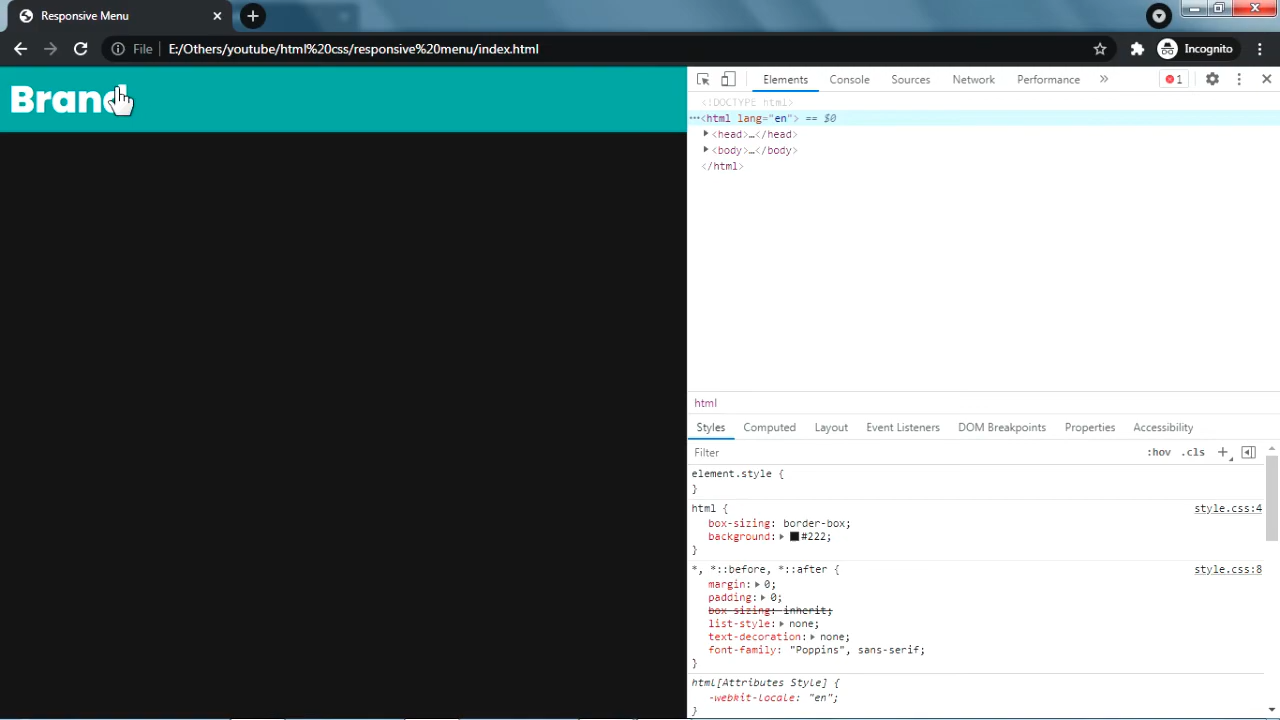 Responsive Menu
File E:/Others/youtube/html%20css/responsive%20menu/index.html Incognito
Brand
Elements Console Sources Network Performance 1
<!DOCTYPE html>
<html lang="en"> == $0
<head>…</head>
<body>…</body>
</html>
html
Styles Computed Layout Event Listeners DOM Breakpoints Properties Accessibility
Filter :hov .cls
element.style {
}
html { style.css:4
box-sizing: border-box;
background: #222;
}
*, *::before, *::after { style.css:8
margin: 0;
padding: 0;
box-sizing: inherit;
list-style: none;
text-decoration: none;
font-family: "Poppins", sans-serif;
}
html[Attributes Style] {
-webkit-locale: "en";
}